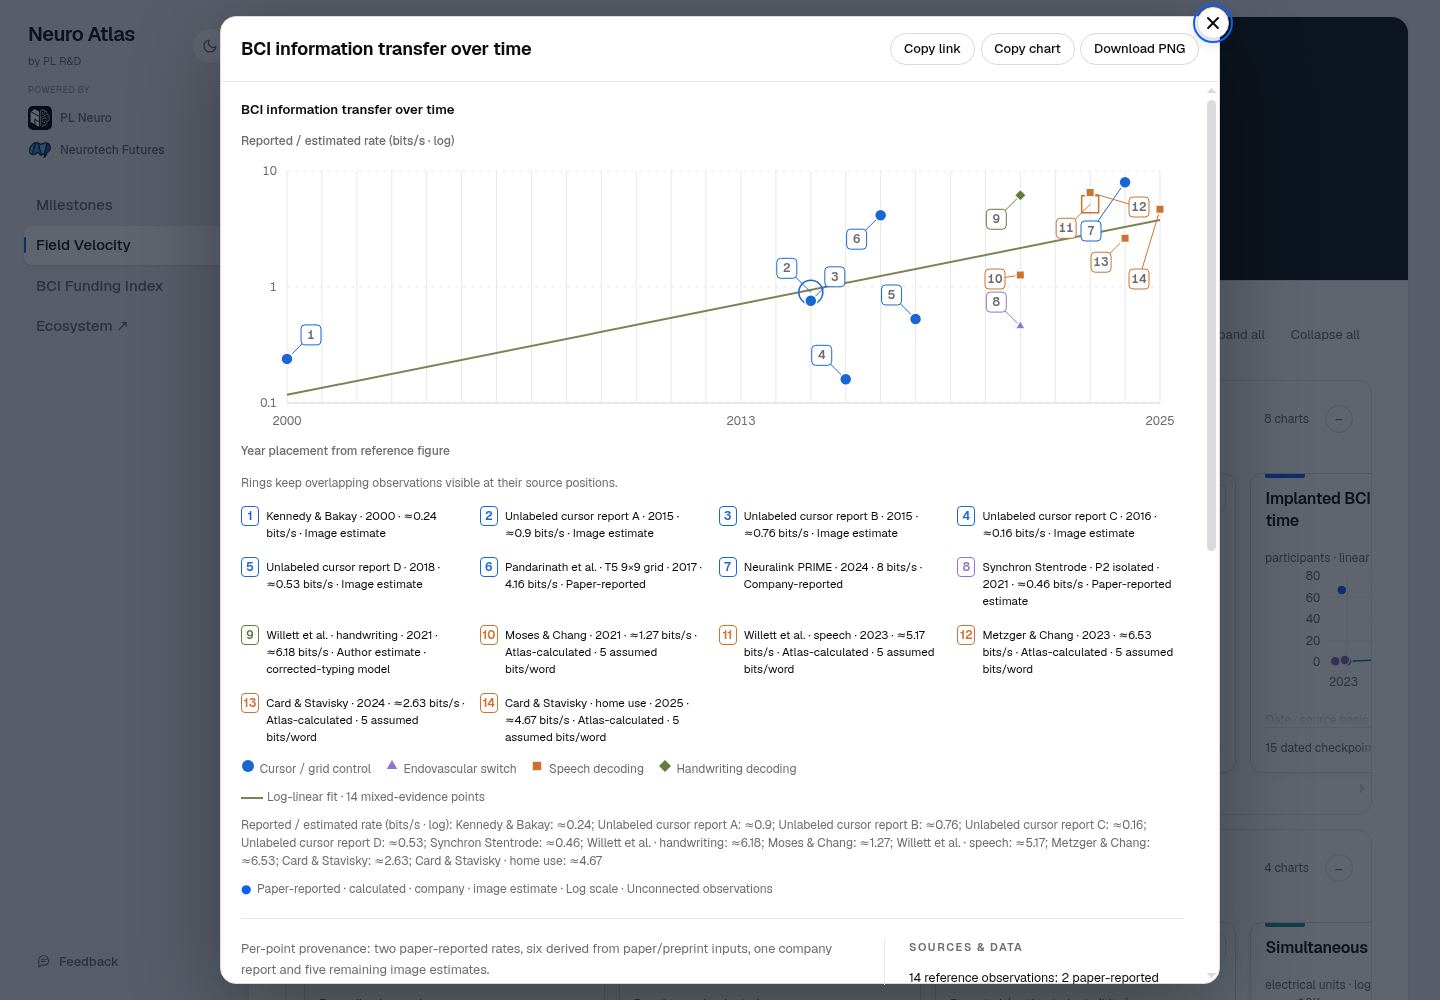 Neuro Atlas
by PL R&D
POWERED BY
PL Neuro
Neurotech Futures
Milestones
Field Velocity
BCI Funding Index
Ecosystem ↗
Feedback
BCI information transfer over time
Copy link
Copy chart
Download PNG
BCI information transfer over time
Reported / estimated rate (bits/s · log)
10
1
0.1
2000
2013
2025
1
2
3
4
5
6
7
8
9
10
11
12
13
14
Year placement from reference figure
Rings keep overlapping observations visible at their source positions.
1 Kennedy & Bakay · 2000 · ≈0.24
bits/s · Image estimate
2 Unlabeled cursor report A · 2015 ·
≈0.9 bits/s · Image estimate
3 Unlabeled cursor report B · 2015 ·
≈0.76 bits/s · Image estimate
4 Unlabeled cursor report C · 2016 ·
≈0.16 bits/s · Image estimate
5 Unlabeled cursor report D · 2018 ·
≈0.53 bits/s · Image estimate
6 Pandarinath et al. · T5 9×9 grid · 2017 ·
4.16 bits/s · Paper-reported
7 Neuralink PRIME · 2024 · 8 bits/s ·
Company-reported
8 Synchron Stentrode · P2 isolated ·
2021 · ≈0.46 bits/s · Paper-reported
estimate
9 Willett et al. · handwriting · 2021 ·
≈6.18 bits/s · Author estimate ·
corrected-typing model
10 Moses & Chang · 2021 · ≈1.27 bits/s ·
Atlas-calculated · 5 assumed
bits/word
11 Willett et al. · speech · 2023 · ≈5.17
bits/s · Atlas-calculated · 5 assumed
bits/word
12 Metzger & Chang · 2023 · ≈6.53
bits/s · Atlas-calculated · 5 assumed
bits/word
13 Card & Stavisky · 2024 · ≈2.63 bits/s ·
Atlas-calculated · 5 assumed
bits/word
14 Card & Stavisky · home use · 2025 ·
≈4.67 bits/s · Atlas-calculated · 5
assumed bits/word
Cursor / grid control
Endovascular switch
Speech decoding
Handwriting decoding
Log-linear fit · 14 mixed-evidence points
Reported / estimated rate (bits/s · log): Kennedy & Bakay: ≈0.24; Unlabeled cursor report A: ≈0.9; Unlabeled cursor report B: ≈0.76; Unlabeled cursor report C: ≈0.16;
Unlabeled cursor report D: ≈0.53; Synchron Stentrode: ≈0.46; Willett et al. · handwriting: ≈6.18; Moses & Chang: ≈1.27; Willett et al. · speech: ≈5.17; Metzger & Chang:
≈6.53; Card & Stavisky: ≈2.63; Card & Stavisky · home use: ≈4.67
Paper-reported · calculated · company · image estimate · Log scale · Unconnected observations
Per-point provenance: two paper-reported rates, six derived from paper/preprint inputs, one company
report and five remaining image estimates.
SOURCES & DATA
14 reference observations: 2 paper-reported
pand all
Collapse all
8 charts
Implanted BCI
time
participants · linear
80
60
40
20
0
2023
Date · source basis
15 dated checkpoin
4 charts
Simultaneous
electrical units · log